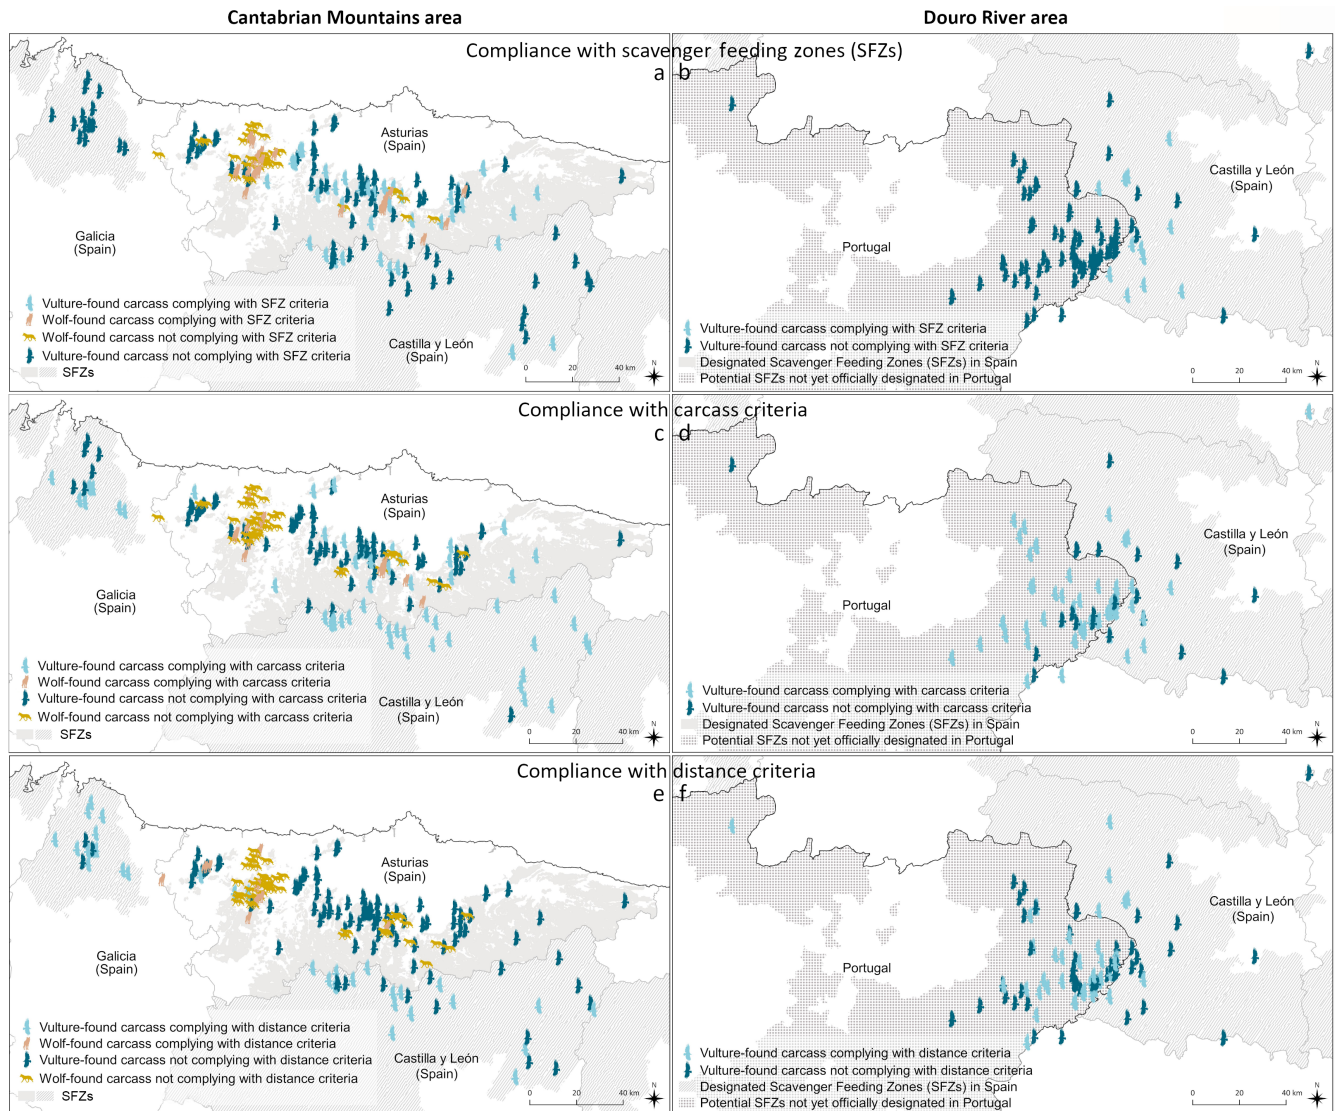 Cantabrian Mountains area
Douro River area
Compliance with scavenger feeding zones (SFZs)
a b
Asturias
(Spain)
Galicia
(Spain)
Castilla y León
(Spain)
Vulture-found carcass complying with SFZ criteria
Wolf-found carcass complying with SFZ criteria
Wolf-found carcass not complying with SFZ criteria
Vulture-found carcass not complying with SFZ criteria
SFZs
0 20 40 km
N
Castilla y León
(Spain)
Portugal
Vulture-found carcass complying with SFZ criteria
Vulture-found carcass not complying with SFZ criteria
Designated Scavenger Feeding Zones (SFZs) in Spain
Potential SFZs not yet officially designated in Portugal
0 20 40 km
N
Compliance with carcass criteria
c d
Asturias
(Spain)
Galicia
(Spain)
Vulture-found carcass complying with carcass criteria
Wolf-found carcass complying with carcass criteria
Vulture-found carcass not complying with carcass criteria
Wolf-found carcass not complying with carcass criteria
SFZs
Castilla y León
(Spain)
0 20 40 km
N
Castilla y León
(Spain)
Portugal
Vulture-found carcass complying with carcass criteria
Vulture-found carcass not complying with carcass criteria
Designated Scavenger Feeding Zones (SFZs) in Spain
Potential SFZs not yet officially designated in Portugal
0 20 40 km
N
Compliance with distance criteria
e f
Asturias
(Spain)
Galicia
(Spain)
Vulture-found carcass complying with distance criteria
Wolf-found carcass complying with distance criteria
Vulture-found carcass not complying with distance criteria
Wolf-found carcass not complying with distance criteria
SFZs
Castilla y León
(Spain)
0 20 40 km
N
Castilla y León
(Spain)
Portugal
Vulture-found carcass complying with distance criteria
Vulture-found carcass not complying with distance criteria
Designated Scavenger Feeding Zones (SFZs) in Spain
Potential SFZs not yet officially designated in Portugal
0 20 40 km
N